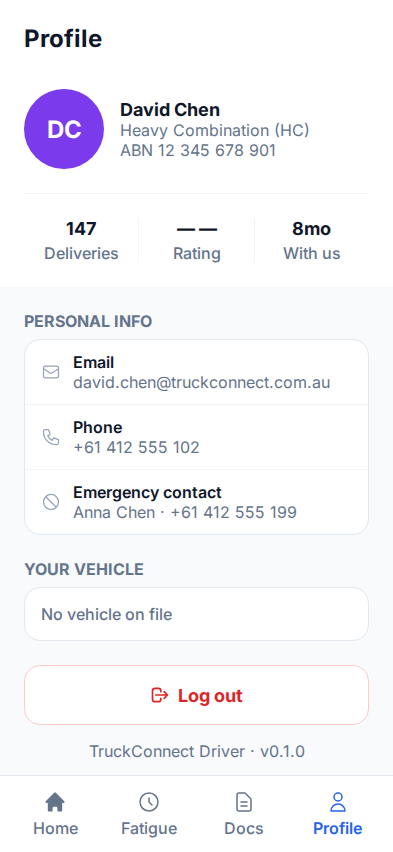 Profile
DC
David Chen
Heavy Combination (HC)
ABN 12 345 678 901
147
— —
8mo
Deliveries
Rating
With us
PERSONAL INFO
Email
david.chen@truckconnect.com.au
Phone
+61 412 555 102
Emergency contact
Anna Chen · +61 412 555 199
YOUR VEHICLE
No vehicle on file
Log out
TruckConnect Driver · v0.1.0
Home
Fatigue
Docs
Profile